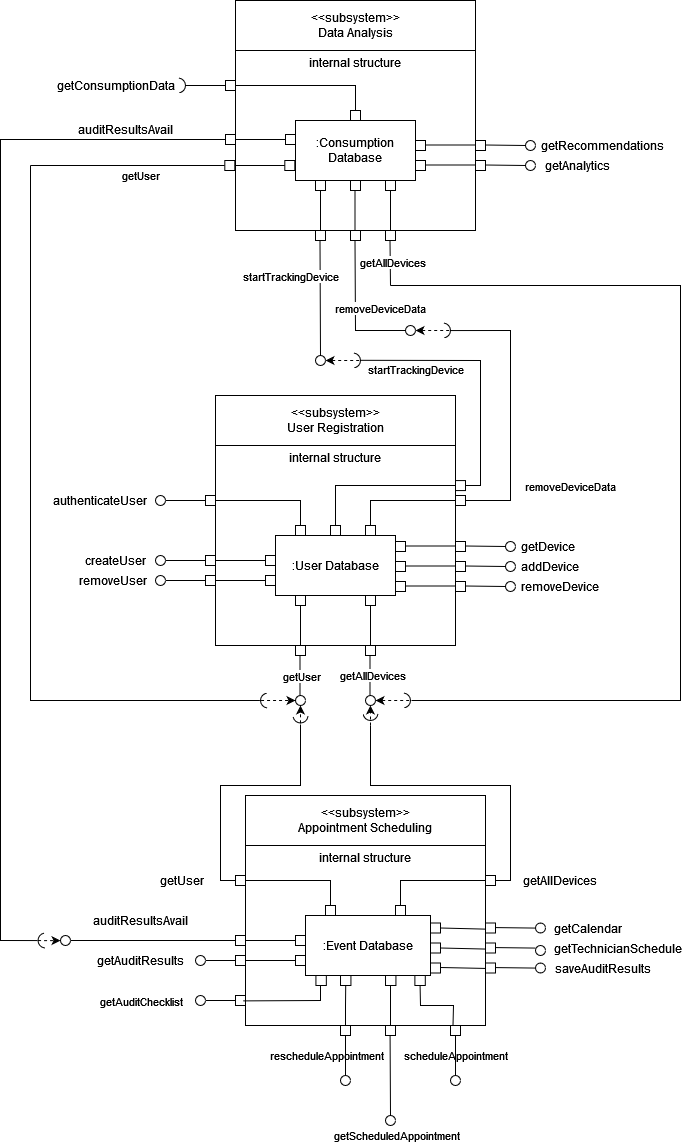 <<subsystem>>
Data Analysis
internal structure
getConsumptionData
auditResultsAvail
:Consumption
Database
getRecommendations
getAnalytics
getUser
startTrackingDevice
getAllDevices
removeDeviceData
startTrackingDevice
<<subsystem>>
User Registration
internal structure
removeDeviceData
authenticateUser
createUser
removeUser
:User Database
getDevice
addDevice
removeDevice
getUser
getAllDevices
<<subsystem>>
Appointment Scheduling
internal structure
getUser
getAllDevices
auditResultsAvail
getAuditResults
getAuditChecklist
:Event Database
getCalendar
getTechnicianSchedule
saveAuditResults
rescheduleAppointment
scheduleAppointment
getScheduledAppointment